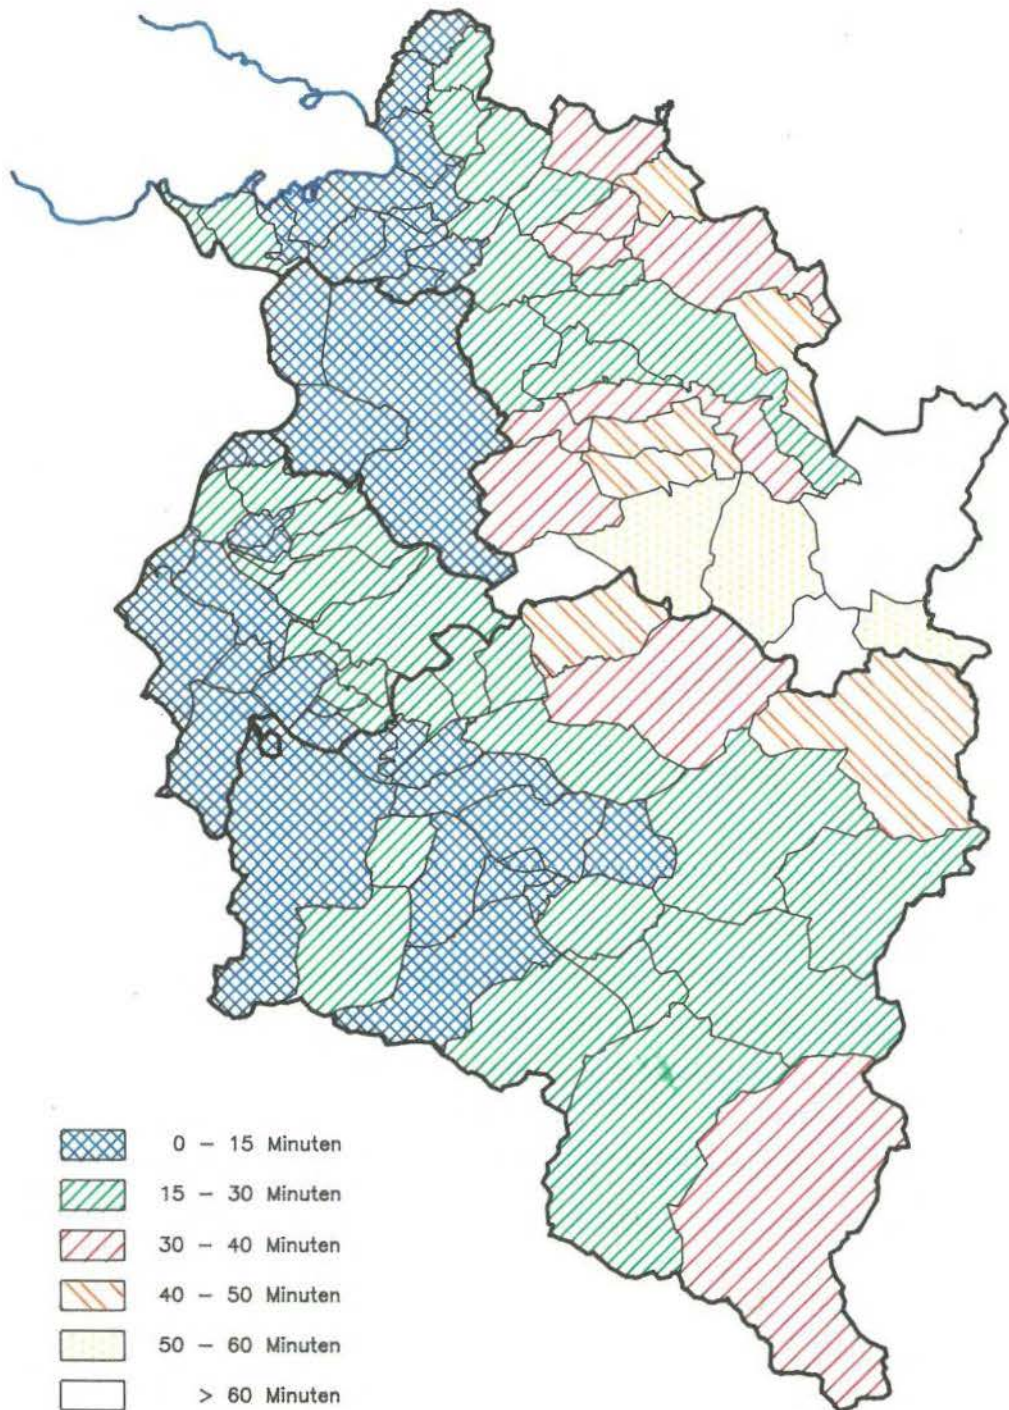 0 – 15 Minuten
15 – 30 Minuten
30 – 40 Minuten
40 – 50 Minuten
50 – 60 Minuten
> 60 Minuten